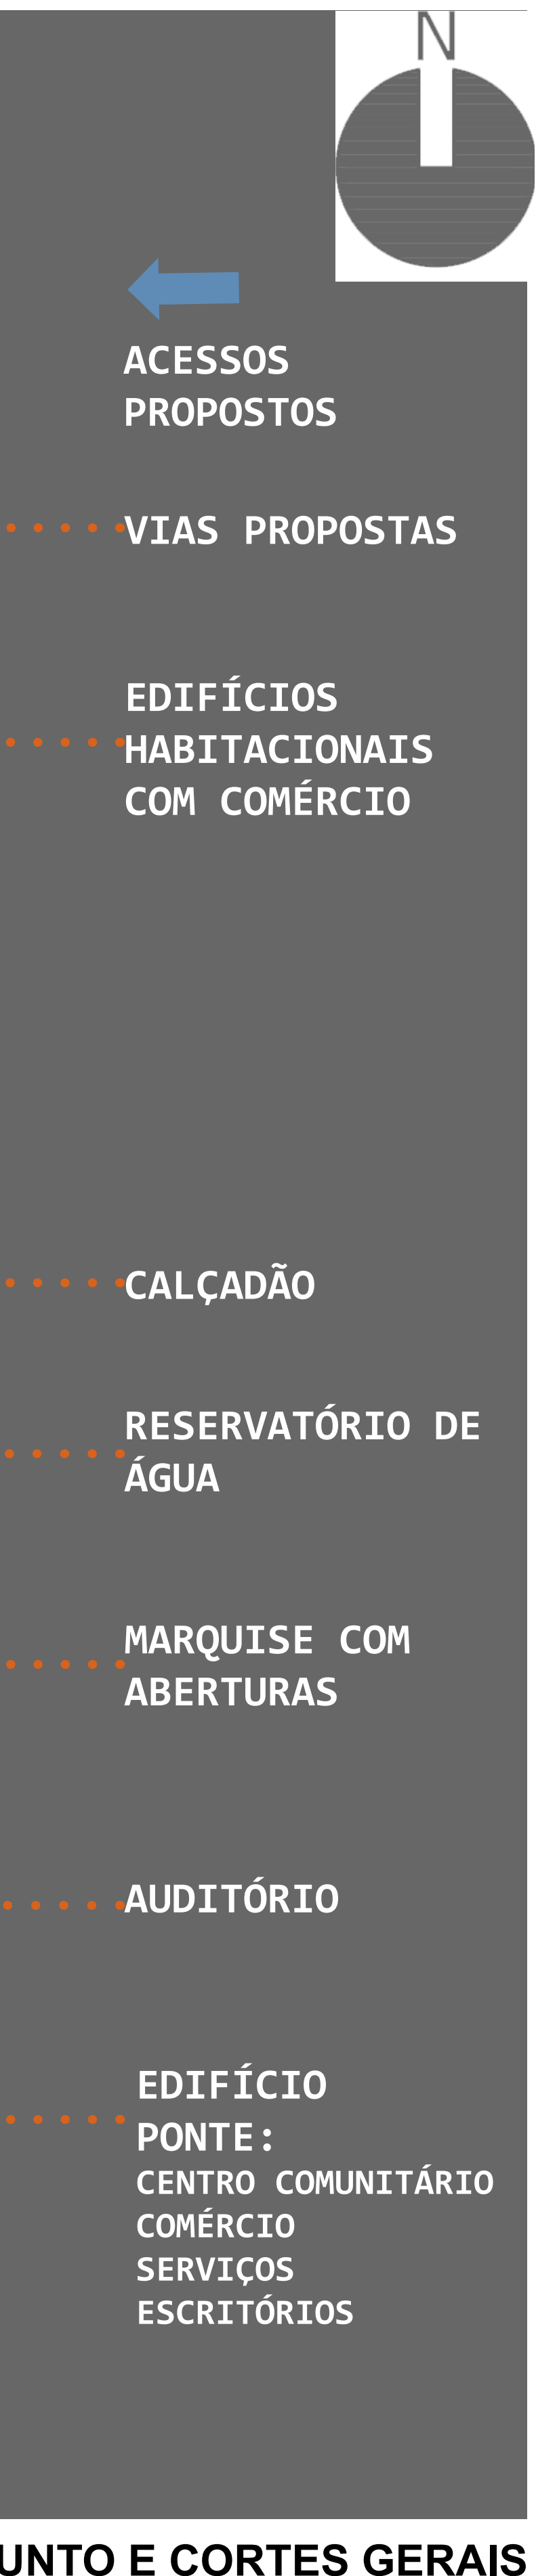 N
ACESSOS
PROPOSTOS
VIAS PROPOSTAS
EDIFÍCIOS
HABITACIONAIS
COM COMÉRCIO
CALÇADÃO
RESERVATÓRIO DE
ÁGUA
MARQUISE COM
ABERTURAS
AUDITÓRIO
EDIFÍCIO
PONTE:
CENTRO COMUNITÁRIO
COMÉRCIO
SERVIÇOS
ESCRITÓRIOS
UNTO E CORTES GERAIS